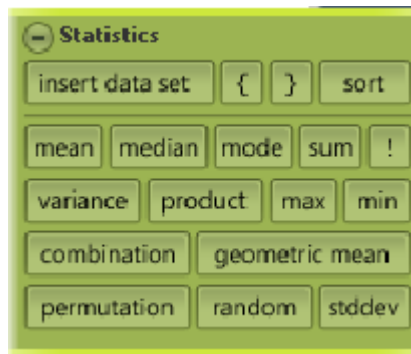 Statistics
insert data set { } sort
mean median mode sum !
variance product max min
combination geometric mean
permutation random stddev